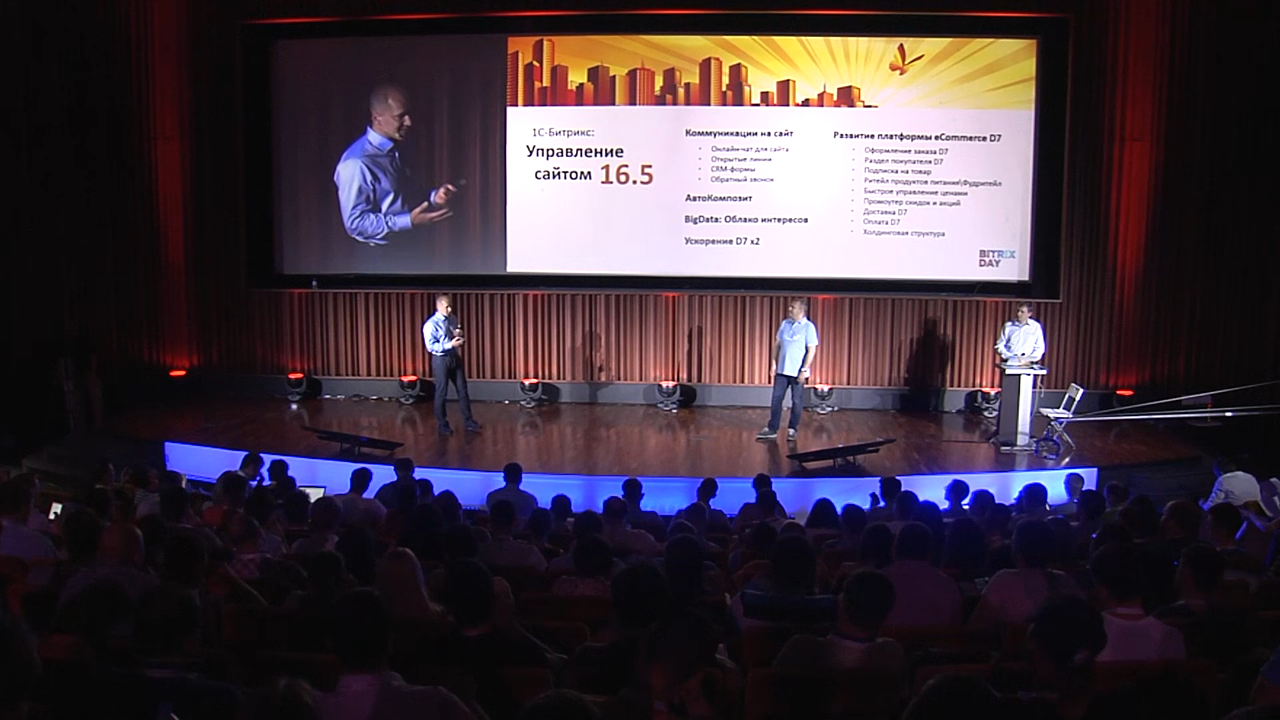 1С-Битрикс:
Управление
сайтом 16.5
Коммуникации на сайт
Онлайн-чат для сайта
Открытые линии
CRM-формы
Обратный звонок
АвтоКомпозит
BigData: Облако интересов
Ускорение D7 x2
Развитие платформы eCommerce D7
Оформление заказа D7
Раздел покупателя D7
Подписка на товар
Ритейл продуктов питания\Фудритейл
Быстрое управление ценами
Промоутер скидок и акций
Доставка D7
Оплата D7
Холдинговая структура
BITRIX
DAY